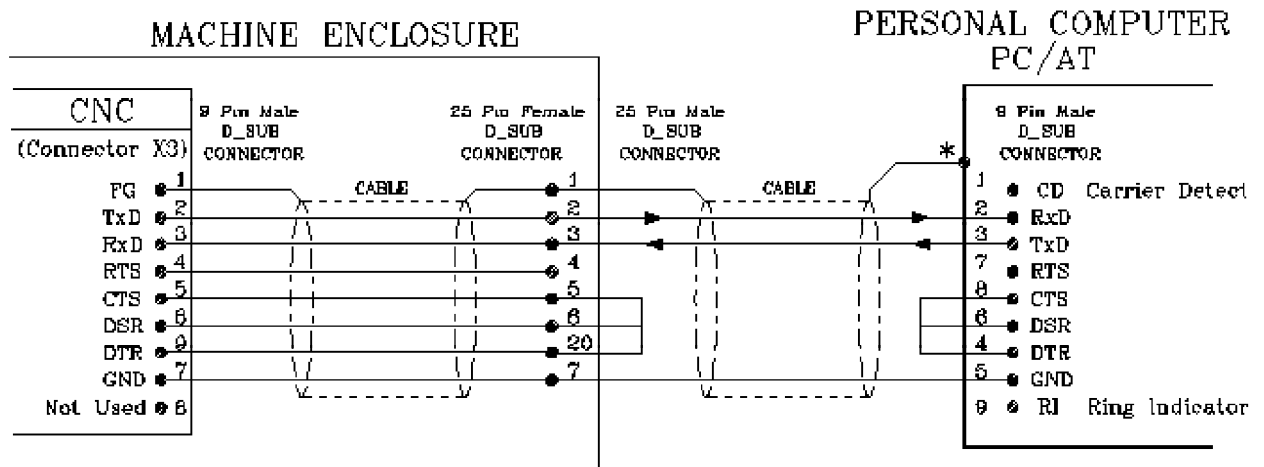 MACHINE ENCLOSURE
PERSONAL COMPUTER
PC/AT
CNC
(Connector X3)
9 Pin Male
D_SUB
CONNECTOR
25 Pin Female
D_SUB
CONNECTOR
25 Pin Male
D_SUB
CONNECTOR
9 Pin Male
D_SUB
CONNECTOR
*
CABLE
CABLE
FG 1
TxD 2
RxD 3
RTS 4
CTS 5
DSR 6
DTR 9
GND 7
Not Used 8
1
2
3
4
5
6
20
7
1 CD Carrier Detect
2 RxD
3 TxD
7 RTS
8 CTS
6 DSR
4 DTR
5 GND
9 RI Ring Indicator